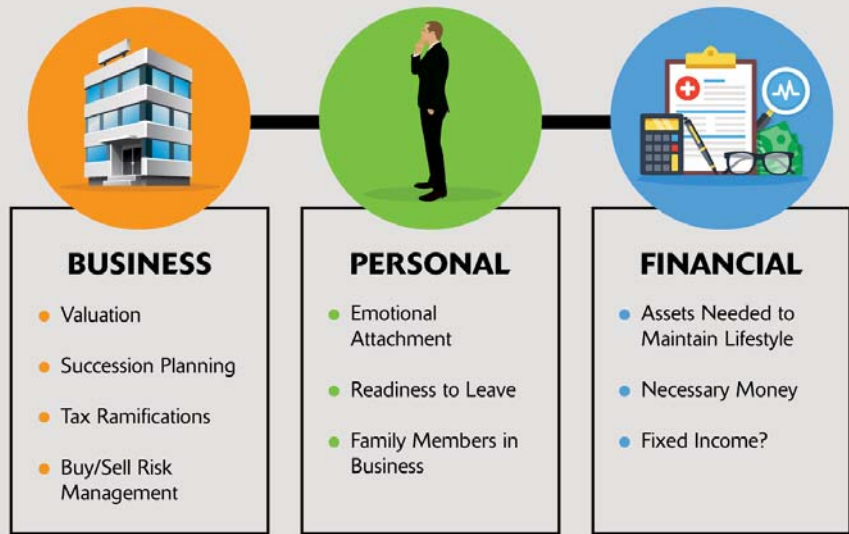 BUSINESS
Valuation
Succession Planning
Tax Ramifications
Buy/Sell Risk
Management
PERSONAL
Emotional
Attachment
Readiness to Leave
Family Members in
Business
FINANCIAL
Assets Needed to
Maintain Lifestyle
Necessary Money
Fixed Income?